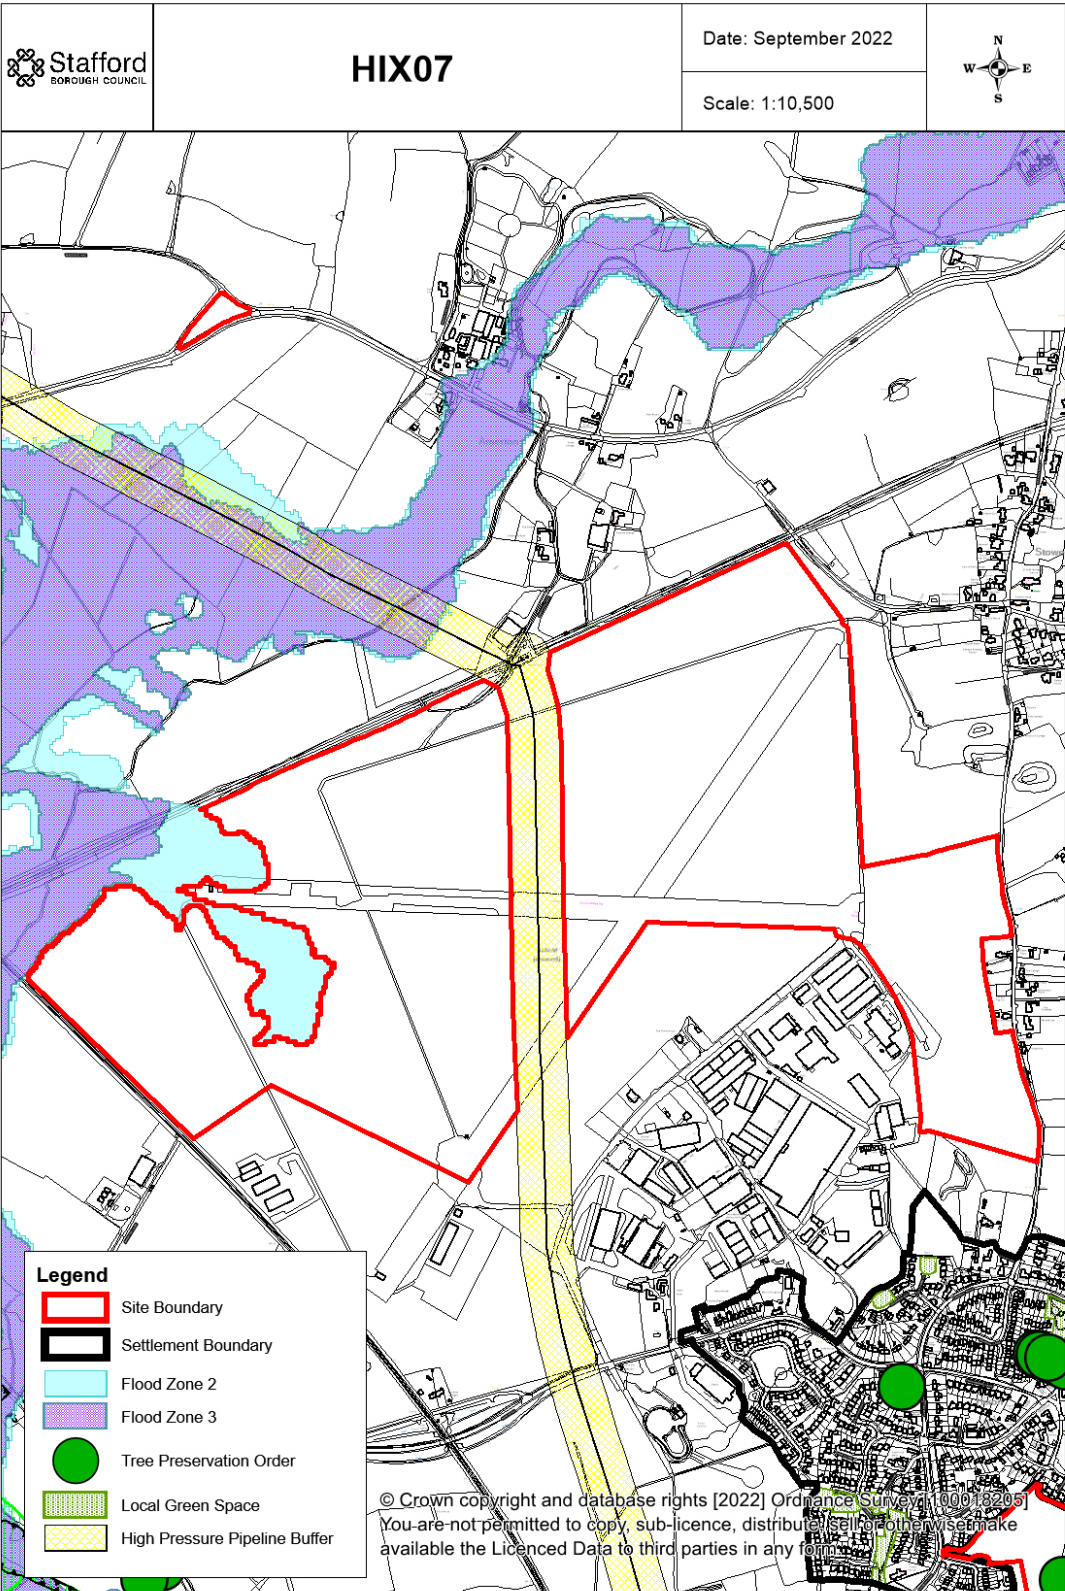 Stafford
BOROUGH COUNCIL
HIX07
Date: September 2022
Scale: 1:10,500
N
W E
S
Stowe
Legend
Site Boundary
Settlement Boundary
Flood Zone 2
Flood Zone 3
Tree Preservation Order
Local Green Space
High Pressure Pipeline Buffer
© Crown copyright and database rights [2022] Ordnance Survey [100018205]
You are not permitted to copy, sub-licence, distribute, sell or otherwise make
available the Licenced Data to third parties in any form